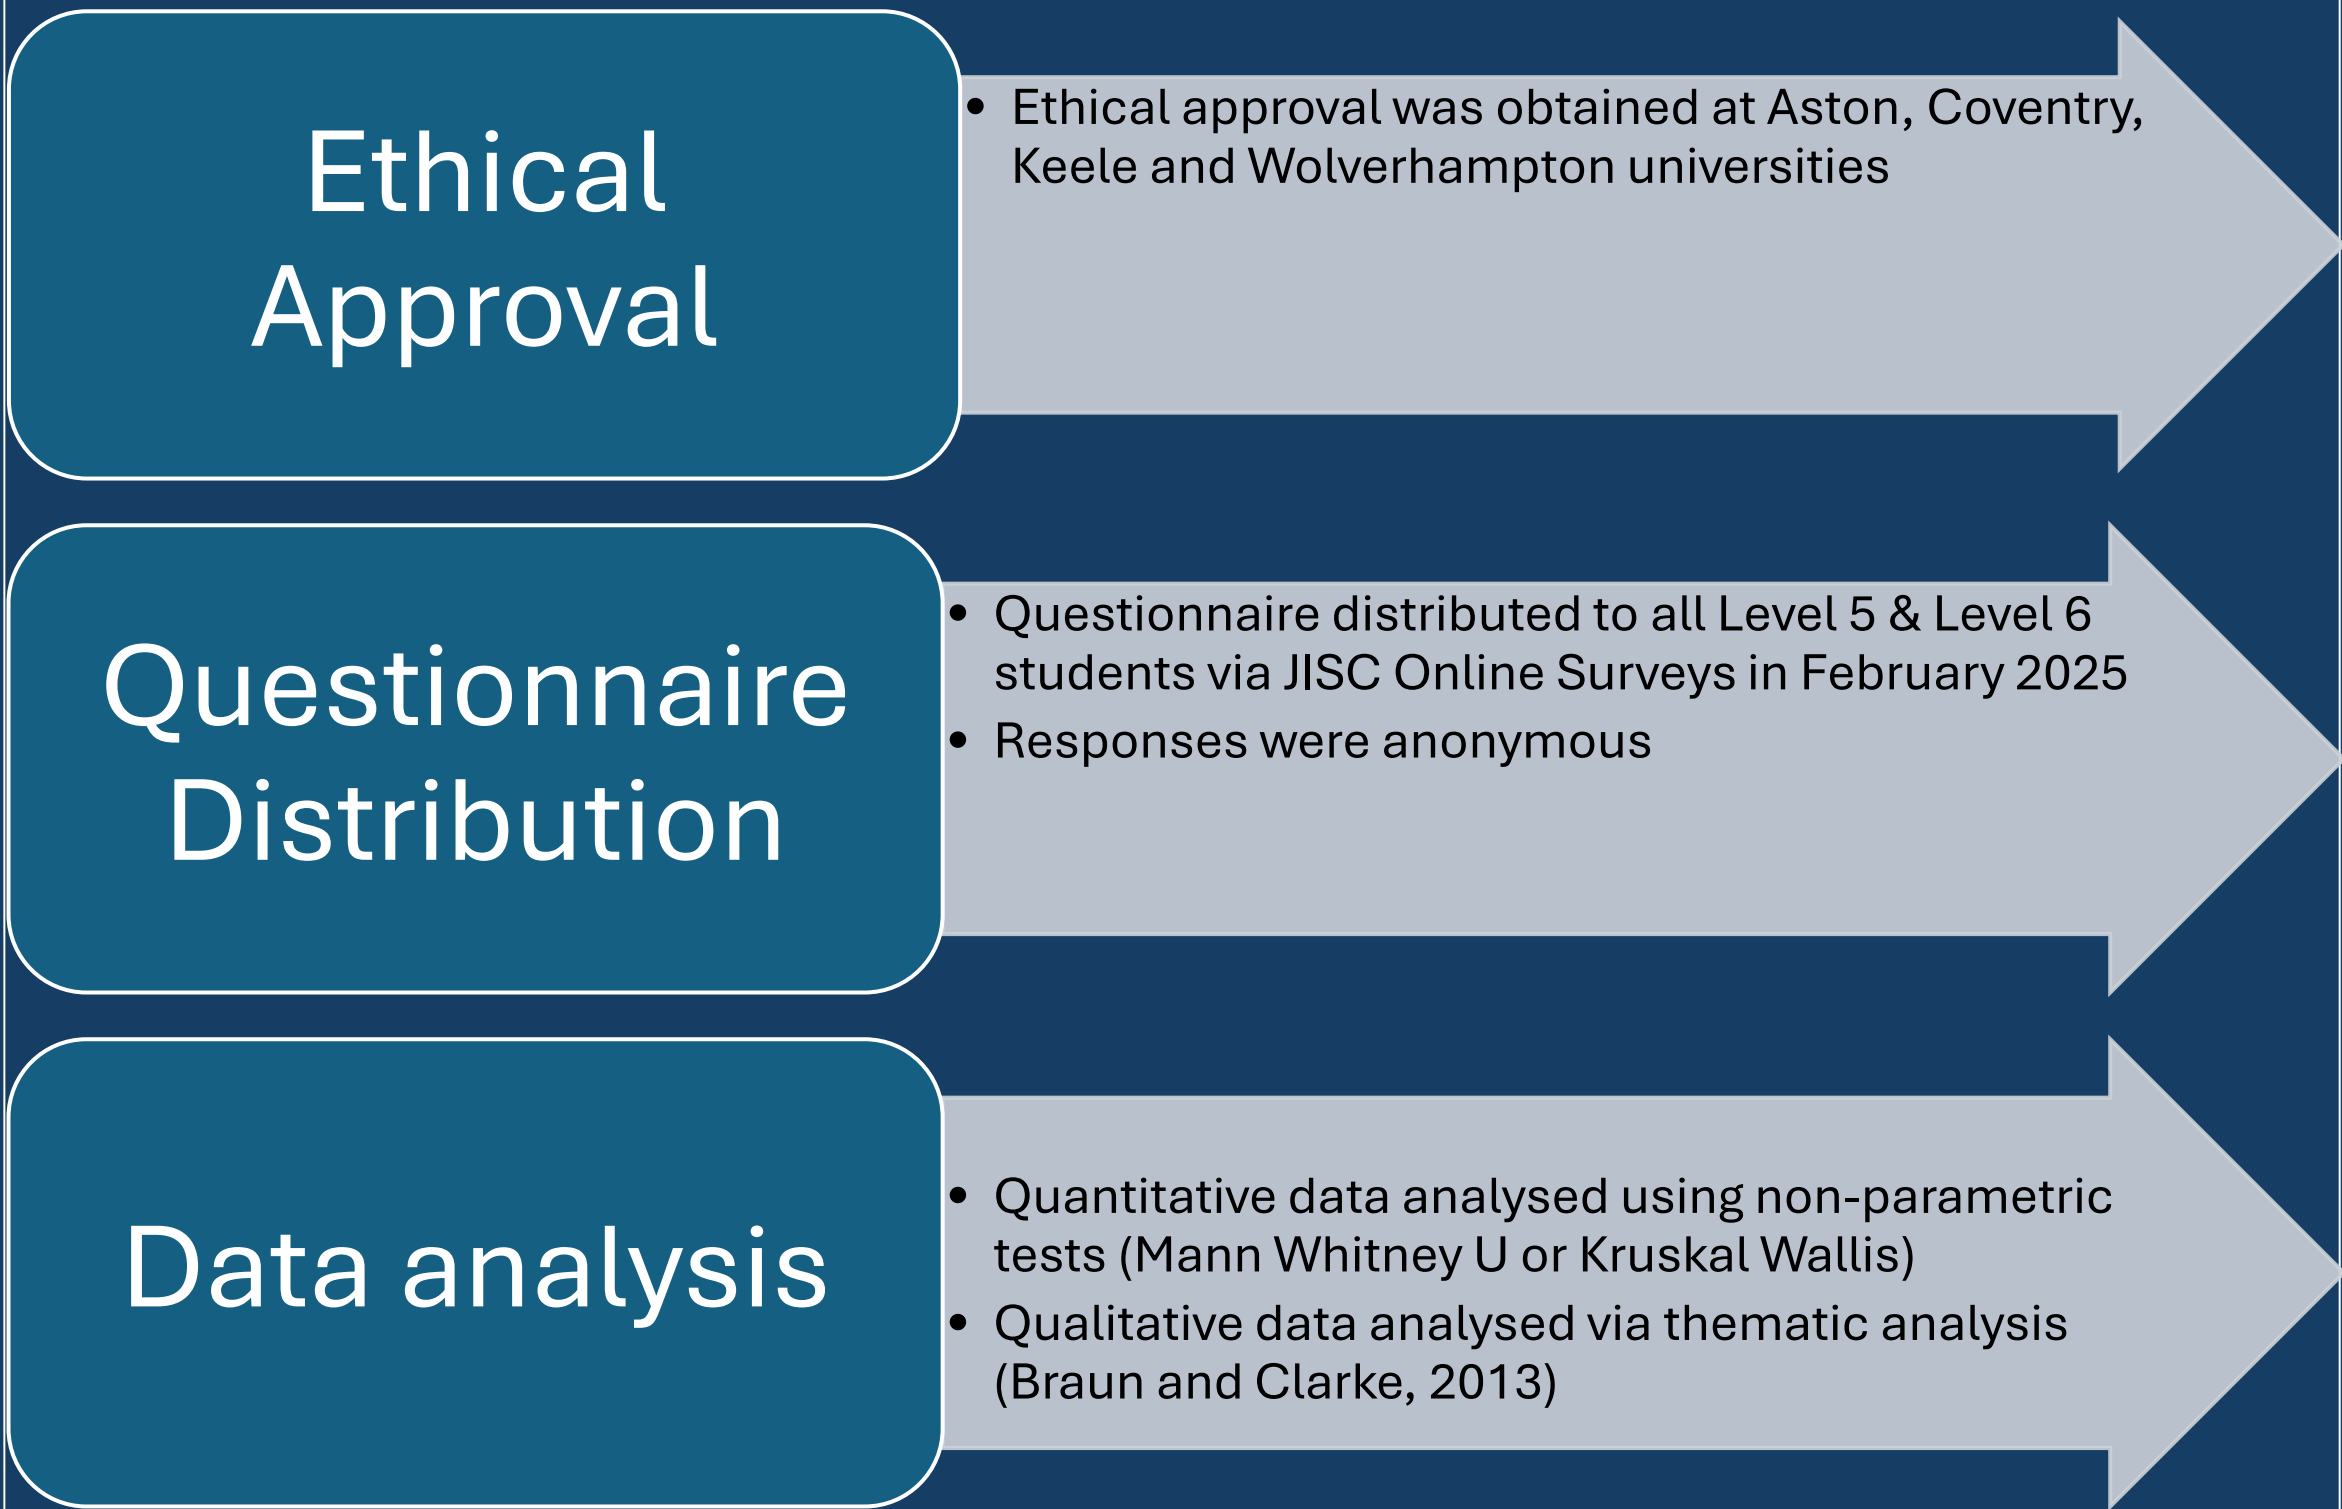 Ethical
Approval
• Ethical approval was obtained at Aston, Coventry,
Keele and Wolverhampton universities
Questionnaire
Distribution
• Questionnaire distributed to all Level 5 & Level 6
students via JISC Online Surveys in February 2025
• Responses were anonymous
Data analysis
• Quantitative data analysed using non-parametric
tests (Mann Whitney U or Kruskal Wallis)
• Qualitative data analysed via thematic analysis
(Braun and Clarke, 2013)